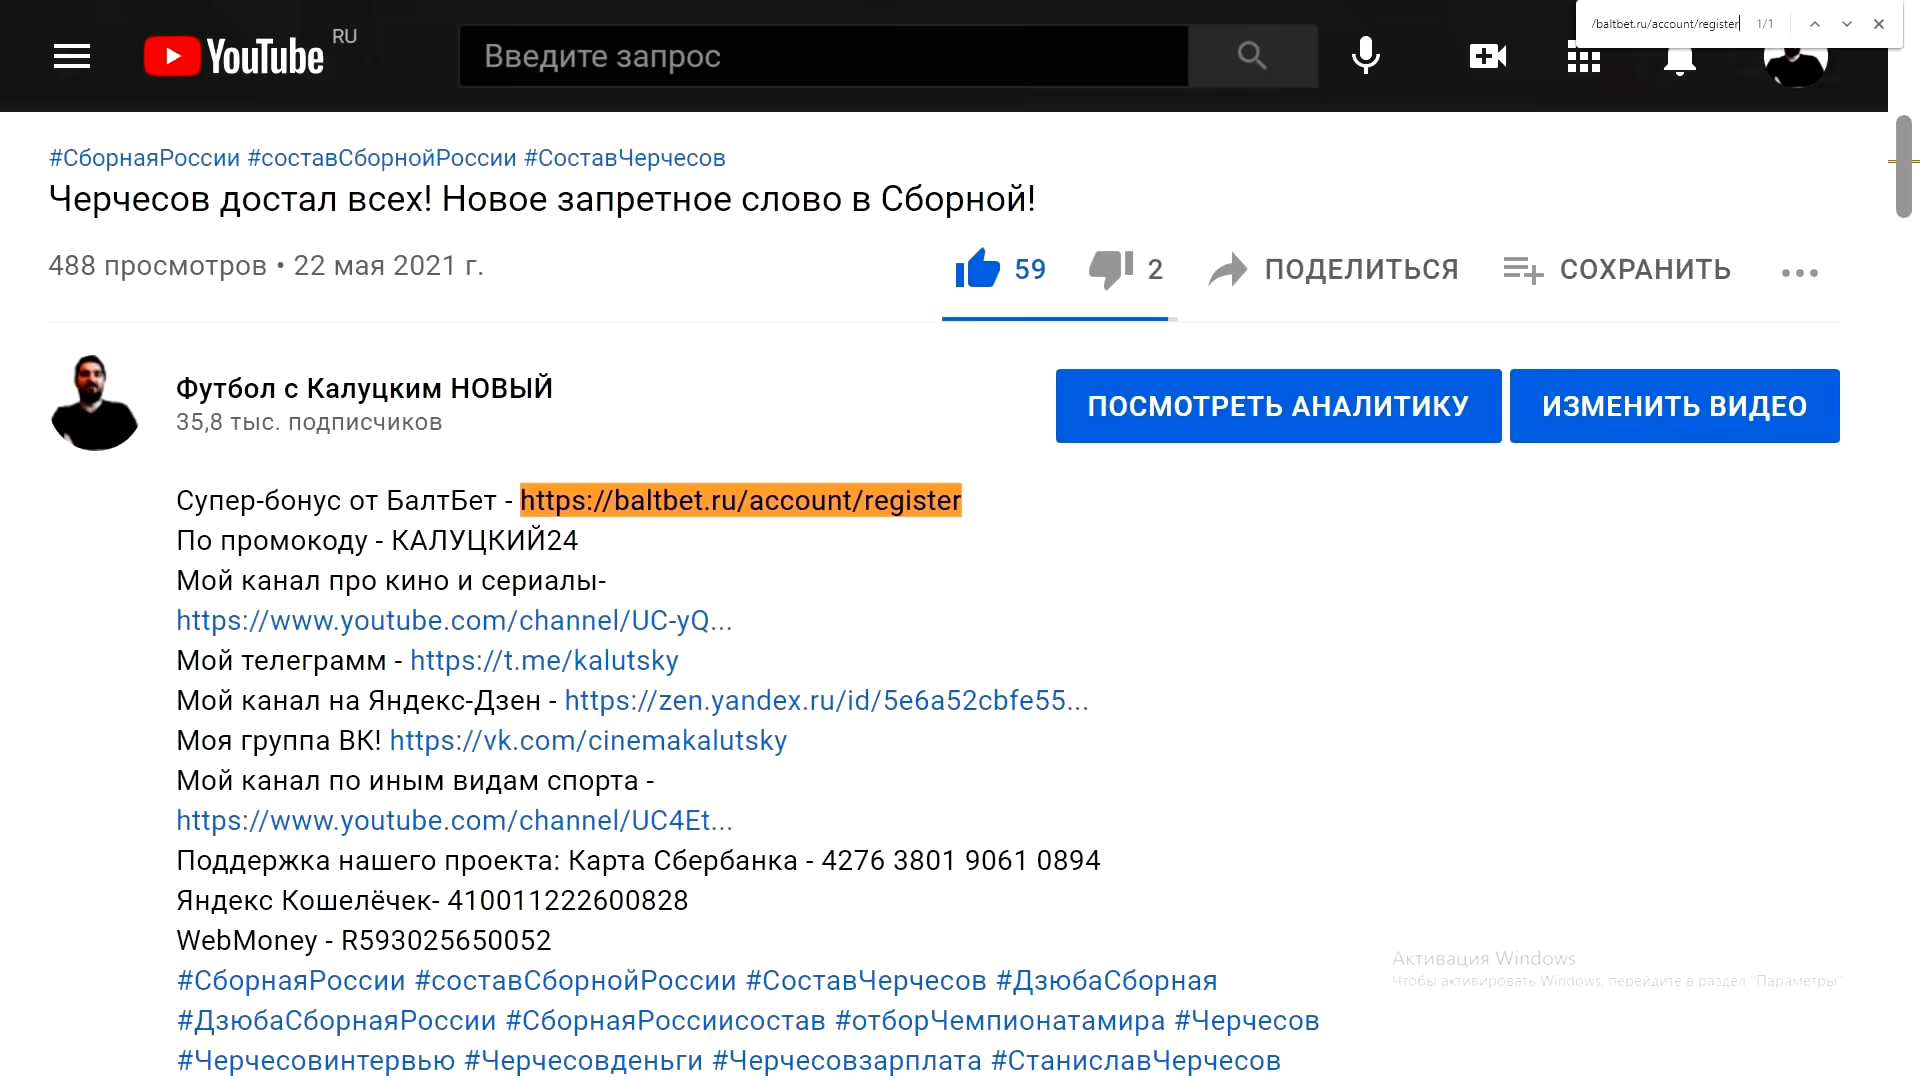 /baltbet.ru/account/register 1/1
YouTube RU
Введите запрос
#СборнаяРоссии #составСборнойРоссии #СоставЧерчесов
Черчесов достал всех! Новое запретное слово в Сборной!
488 просмотров • 22 мая 2021 г.
59 2 ПОДЕЛИТЬСЯ СОХРАНИТЬ
Футбол с Калуцким НОВЫЙ
35,8 тыс. подписчиков
ПОСМОТРЕТЬ АНАЛИТИКУ ИЗМЕНИТЬ ВИДЕО
Супер-бонус от БалтБет - https://baltbet.ru/account/register
По промокоду - КАЛУЦКИЙ24
Мой канал про кино и сериалы-
https://www.youtube.com/channel/UC-yQ...
Мой телеграмм - https://t.me/kalutsky
Мой канал на Яндекс-Дзен - https://zen.yandex.ru/id/5e6a52cbfe55...
Моя группа ВК! https://vk.com/cinemakalutsky
Мой канал по иным видам спорта -
https://www.youtube.com/channel/UC4Et...
Поддержка нашего проекта: Карта Сбербанка - 4276 3801 9061 0894
Яндекс Кошелёчек- 410011222600828
WebMoney - R593025650052
Активация Windows
Чтобы активировать Windows, перейдите в раздел "Параметры".
#СборнаяРоссии #составСборнойРоссии #СоставЧерчесов #ДзюбаСборная
#ДзюбаСборнаяРоссии #СборнаяРоссиисостав #отборЧемпионатамира #Черчесов
#Черчесовинтервью #Черчесовденьги #Черчесовзарплата #СтаниславЧерчесов